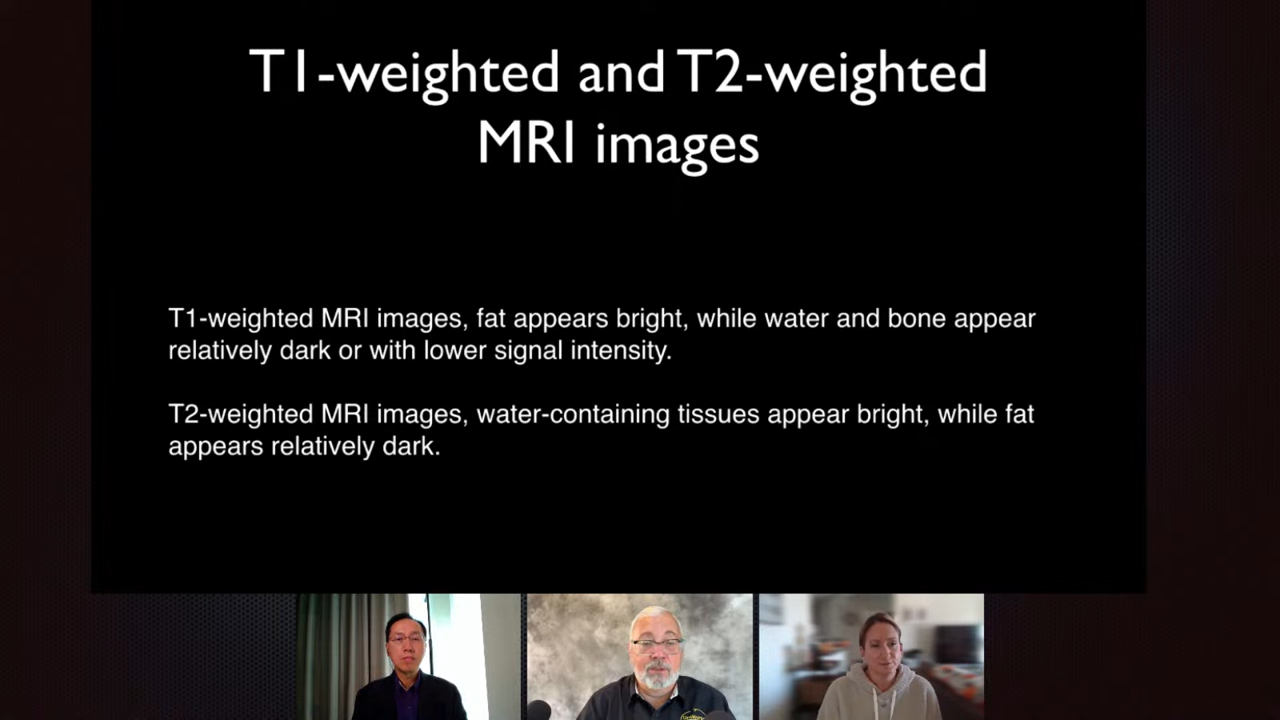 T1-weighted and T2-weighted
MRI images
T1-weighted MRI images, fat appears bright, while water and bone appear
relatively dark or with lower signal intensity.
T2-weighted MRI images, water-containing tissues appear bright, while fat
appears relatively dark.